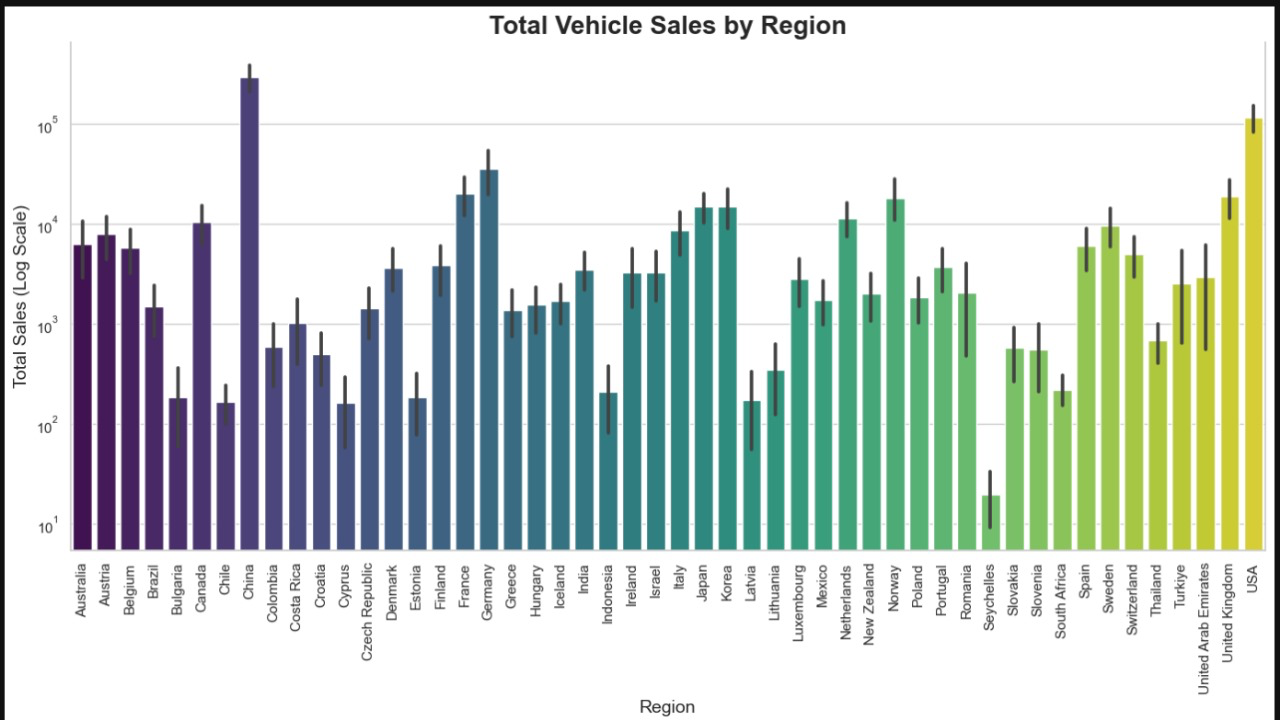 Total Vehicle Sales by Region
Total Sales (Log Scale)
10^5
10^4
10^3
10^2
10^1
Australia
Austria
Belgium
Brazil
Bulgaria
Canada
Chile
China
Colombia
Costa Rica
Croatia
Cyprus
Czech Republic
Denmark
Estonia
Finland
France
Germany
Greece
Hungary
Iceland
India
Indonesia
Ireland
Israel
Italy
Japan
Korea
Latvia
Lithuania
Luxembourg
Mexico
Netherlands
New Zealand
Norway
Poland
Portugal
Romania
Seychelles
Slovakia
Slovenia
South Africa
Spain
Sweden
Switzerland
Thailand
Turkiye
United Arab Emirates
United Kingdom
USA
Region